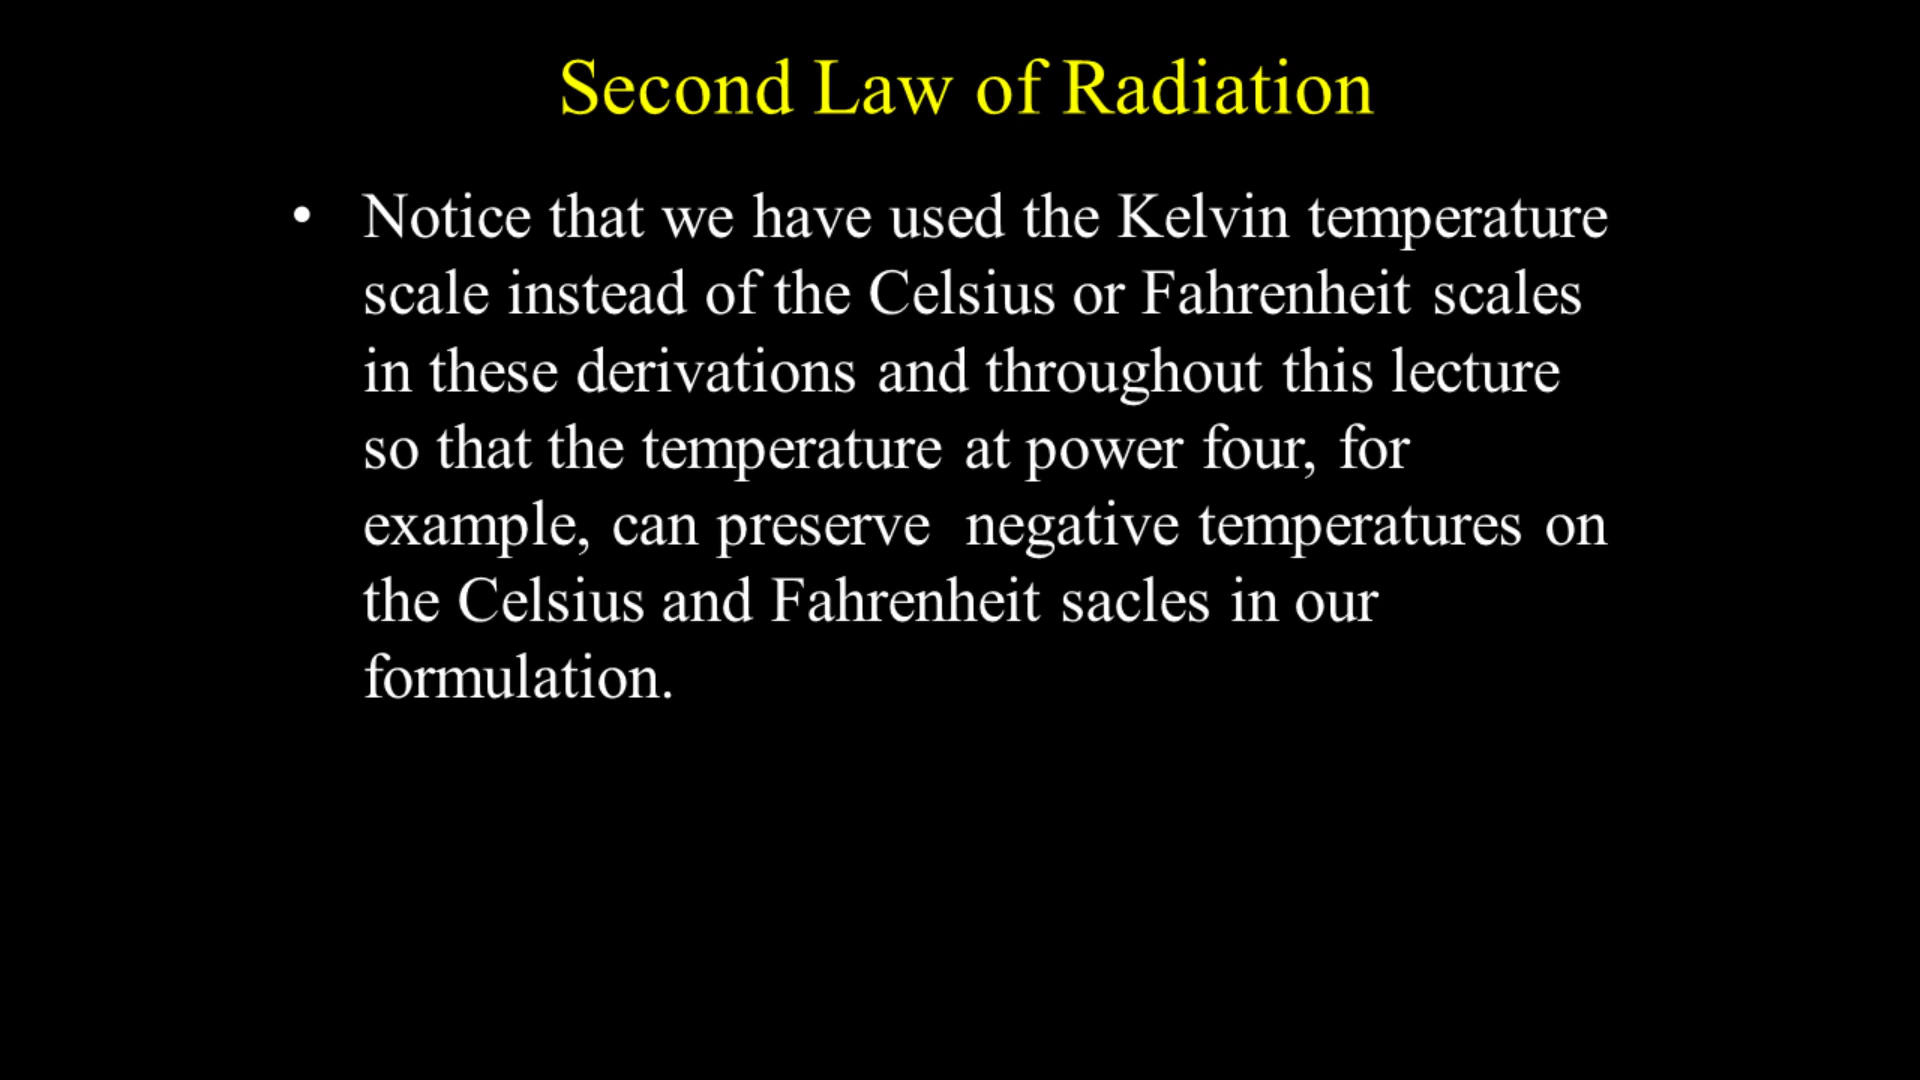 Second Law of Radiation
• Notice that we have used the Kelvin temperature
scale instead of the Celsius or Fahrenheit scales
in these derivations and throughout this lecture
so that the temperature at power four, for
example, can preserve  negative temperatures on
the Celsius and Fahrenheit sacles in our
formulation.